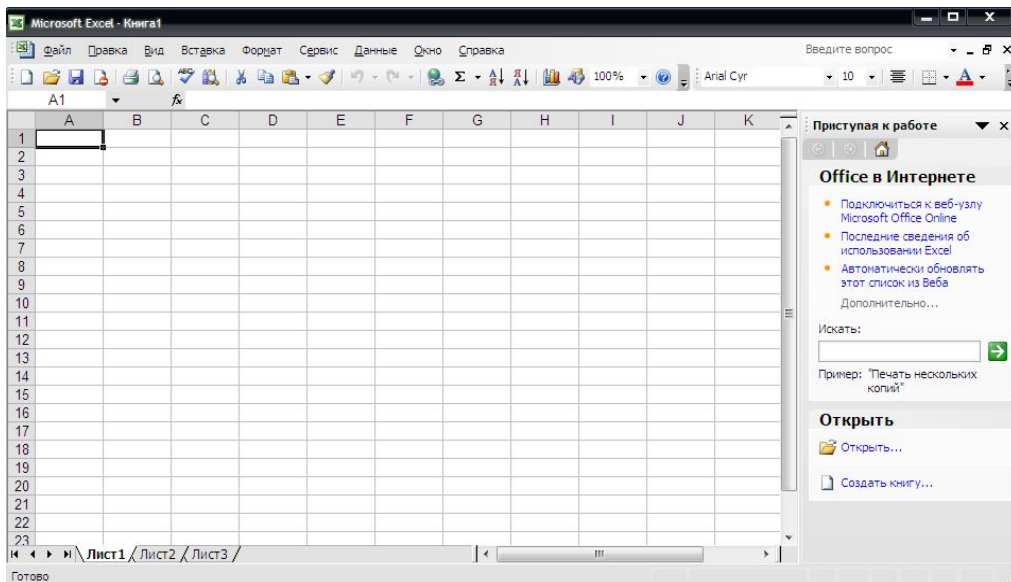 Microsoft Excel - Книга1
Файл Правка Вид Вставка Формат Сервис Данные Окно Справка Введите вопрос
100% Arial Cyr 10
A1 fx
A B C D E F G H I J K
1
2
3
4
5
6
7
8
9
10
11
12
13
14
15
16
17
18
19
20
21
22
23
Лист1 Лист2 Лист3
Готово
Приступая к работе
Office в Интернете
Подключиться к веб-узлу
Microsoft Office Online
Последние сведения об
использовании Excel
Автоматически обновлять
этот список из Веба
Дополнительно...
Искать:
Пример: "Печать нескольких
копий"
Открыть
Открыть...
Создать книгу...